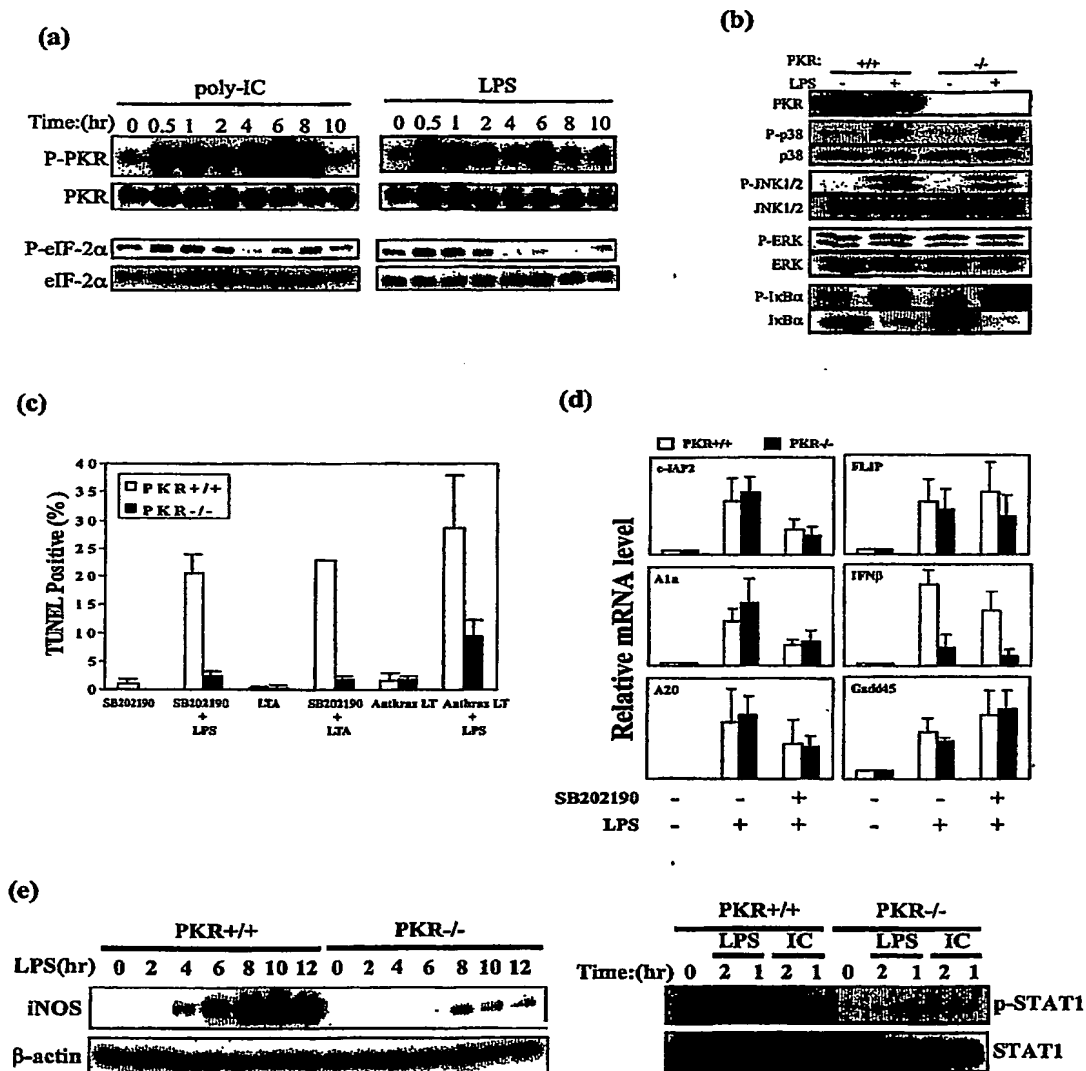 (a)
poly-IC LPS
Time:(hr) 0 0.5 1 2 4 6 8 10 0 0.5 1 2 4 6 8 10
P-PKR
PKR
P-eIF-2α
eIF-2α
(b)
PKR: +/+ -/-
LPS - + - +
PKR
P-p38
p38
P-JNK1/2
JNK1/2
P-ERK
ERK
P-IκBα
IκBα
(c)
TUNEL Positive (%)
40
35
30
25
20
15
10
5
0
PKR+/+
PKR-/-
SB202190
SB202190 + LPS
LTA
SB202190 + LTA
Anthrax LT
Anthrax LT + LPS
(d)
PKR+/+ PKR-/-
Relative mRNA level
c-IAP2 FLIP
A1a IFNβ
A20 Gadd45
SB202190 - - + - - +
LPS - + + - + +
(e)
PKR+/+ PKR-/-
LPS(hr) 0 2 4 6 8 10 12 0 2 4 6 8 10 12
iNOS
β-actin
PKR+/+ PKR-/-
LPS IC LPS IC
Time:(hr) 0 2 1 2 1 0 2 1 2 1
p-STAT1
STAT1